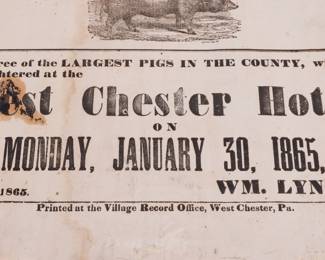 ree of the LARGEST PIGS IN THE COUNTY, w
ghtered at the
est Chester Hot
ON
MONDAY, JANUARY 30, 1865,
1865.
WM. LYN
Printed at the Village Record Office, West Chester, Pa.